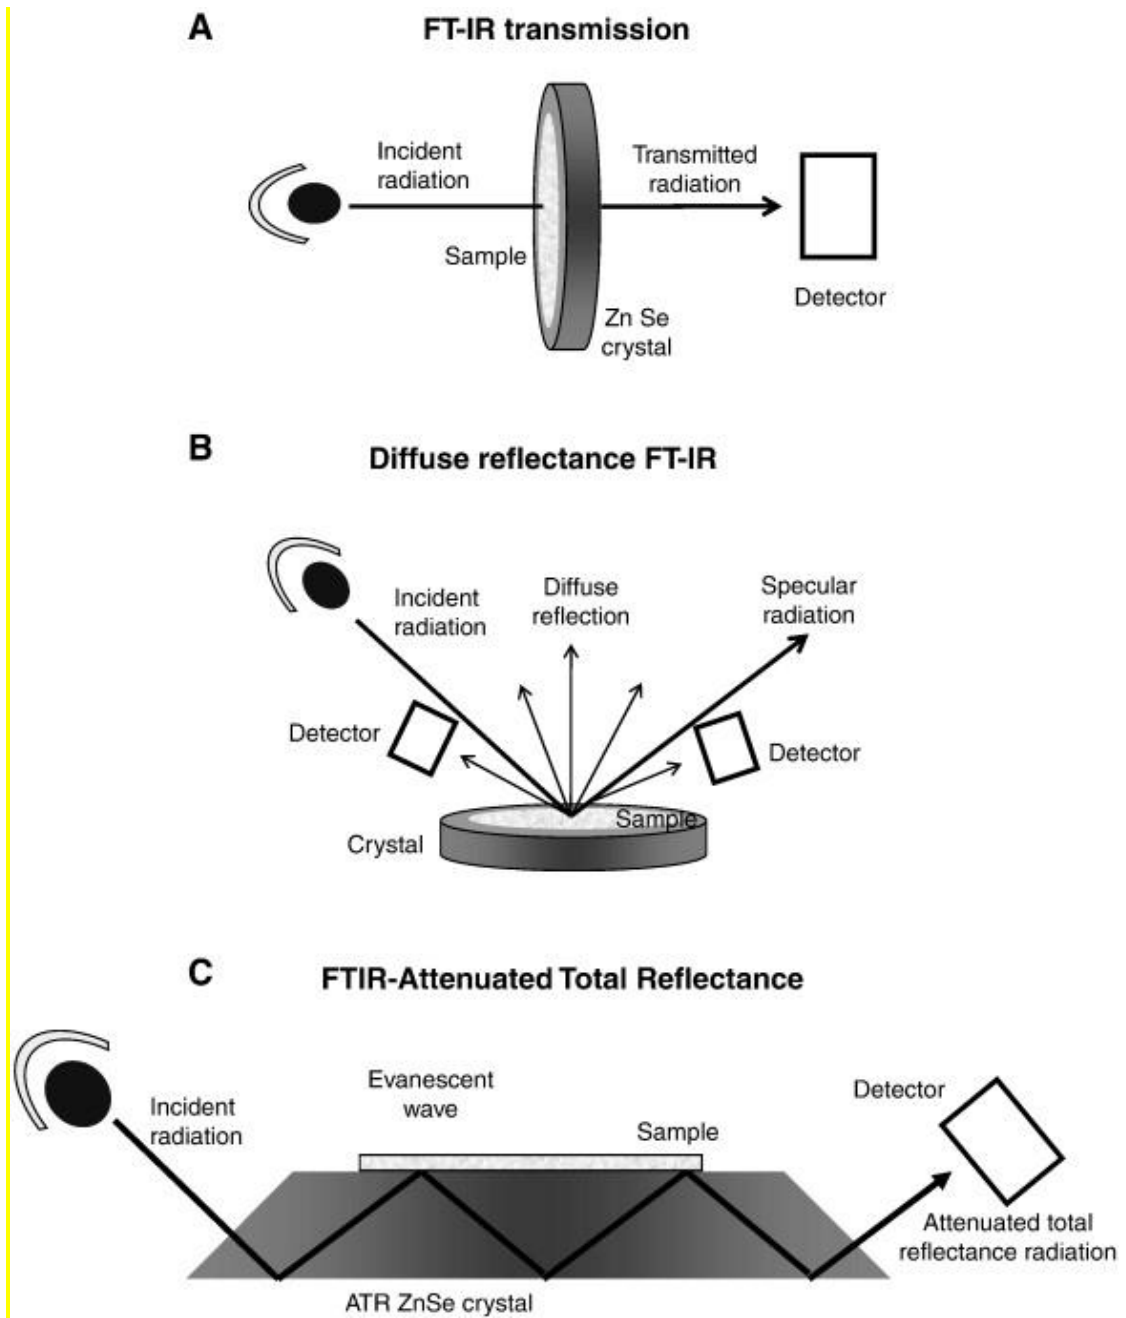 A
FT-IR transmission
Incident
radiation
Transmitted
radiation
Sample
Detector
Zn Se
crystal
B
Diffuse reflectance FT-IR
Incident
radiation
Diffuse
reflection
Specular
radiation
Detector
Detector
Sample
Crystal
C
FTIR-Attenuated Total Reflectance
Incident
radiation
Evanescent
wave
Sample
Detector
Attenuated total
reflectance radiation
ATR ZnSe crystal